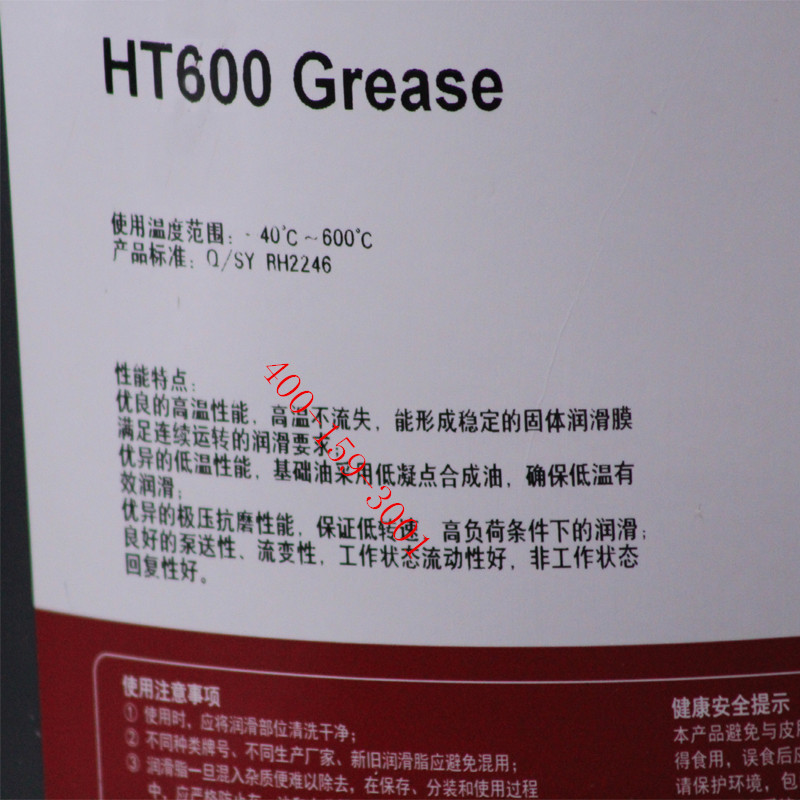 HT600 Grease
使用温度范围: - 40℃ ~ 600℃
产品标准: Q/SY RH2246
性能特点:
优良的高温性能, 高温不流失, 能形成稳定的固体润滑膜
满足连续运转的润滑要求;
优异的低温性能, 基础油采用低凝点合成油, 确保低温有
效润滑;
优异的极压抗磨性能, 保证低转速、高负荷条件下的润滑;
良好的泵送性、流变性, 工作状态流动性好, 非工作状态
回复性好。
400-159-3001
使用注意事项
① 使用时, 应将润滑部位清洗干净;
② 不同种类牌号、不同生产厂家、新旧润滑脂应避免混用;
③ 润滑脂一旦混入杂质便难以除去, 在保存、分装和使用过程
中, 应严格防止
健康安全提示
本产品避免与皮肤
得食用, 误食后应
请保护环境, 包